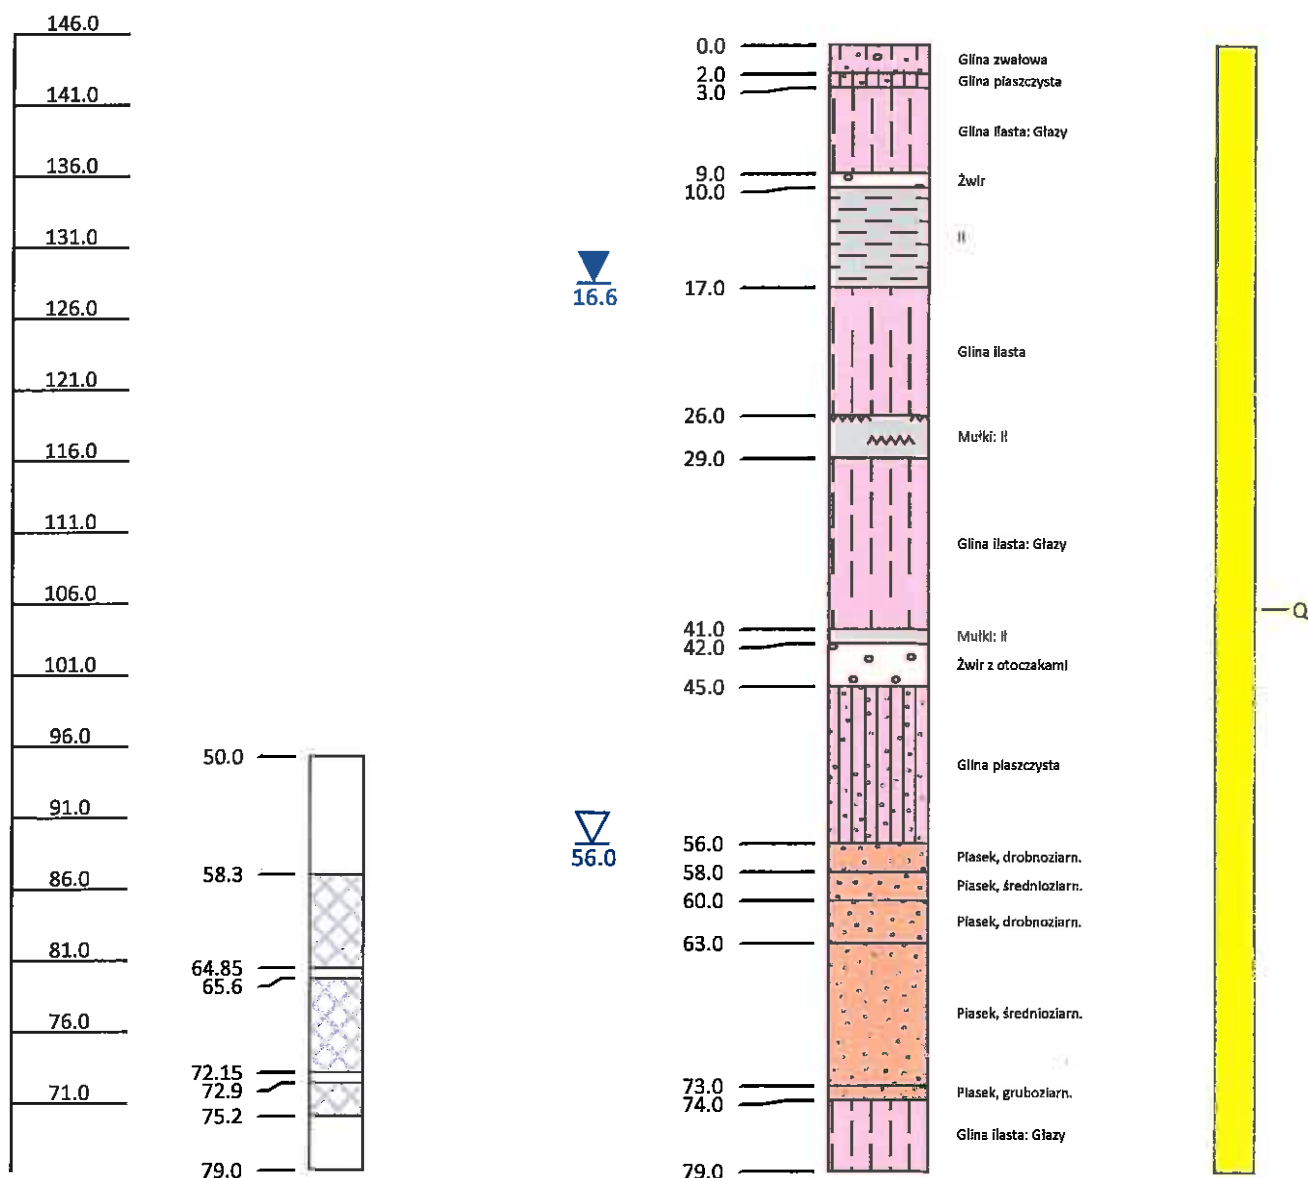 146.0
141.0
136.0
131.0
126.0
121.0
116.0
111.0
106.0
101.0
96.0
91.0
86.0
81.0
76.0
71.0
50.0
58.3
64.85
65.6
72.15
72.9
75.2
79.0
16.6
56.0
0.0
2.0
3.0
9.0
10.0
17.0
26.0
29.0
41.0
42.0
45.0
56.0
58.0
60.0
63.0
73.0
74.0
79.0
Glina zwałowa
Glina piaszczysta
Glina ilasta: Głazy
Żwir
Ił
Glina ilasta
Mułki: Ił
Glina ilasta: Głazy
Mułki: Ił
Żwir z otoczakami
Glina piaszczysta
Piasek, drobnoziarn.
Piasek, średnioziarn.
Piasek, drobnoziarn.
Piasek, średnioziarn.
Piasek, gruboziarn.
Glina ilasta: Głazy
Q